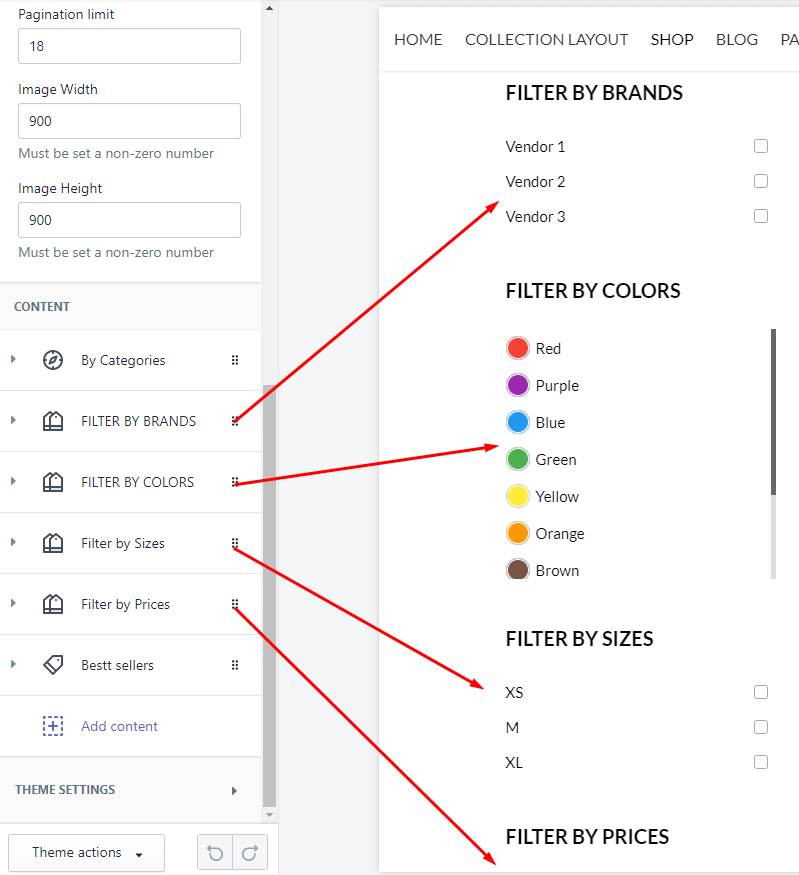 Pagination limit
18
Image Width
900
Must be set a non-zero number
Image Height
900
Must be set a non-zero number
CONTENT
By Categories
FILTER BY BRANDS
FILTER BY COLORS
Filter by Sizes
Filter by Prices
Bestt sellers
Add content
THEME SETTINGS
Theme actions
HOME COLLECTION LAYOUT SHOP BLOG PA
FILTER BY BRANDS
Vendor 1
Vendor 2
Vendor 3
FILTER BY COLORS
Red
Purple
Blue
Green
Yellow
Orange
Brown
FILTER BY SIZES
XS
M
XL
FILTER BY PRICES